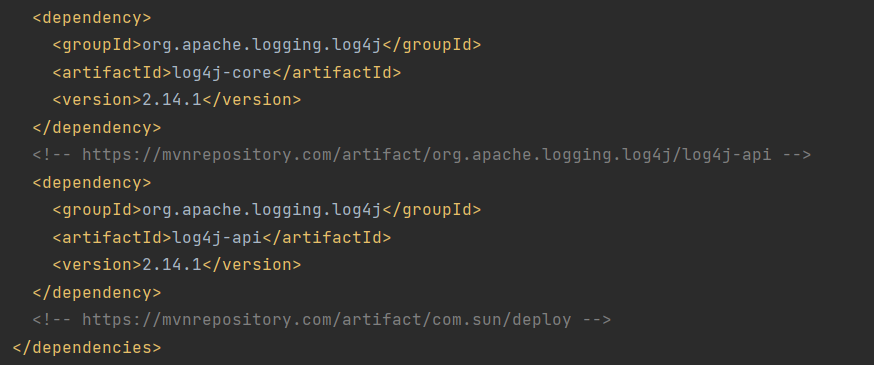 <dependency>
<groupId>org.apache.logging.log4j</groupId>
<artifactId>log4j-core</artifactId>
<version>2.14.1</version>
</dependency>
<!-- https://mvnrepository.com/artifact/org.apache.logging.log4j/log4j-api -->
<dependency>
<groupId>org.apache.logging.log4j</groupId>
<artifactId>log4j-api</artifactId>
<version>2.14.1</version>
</dependency>
<!-- https://mvnrepository.com/artifact/com.sun/deploy -->
</dependencies>